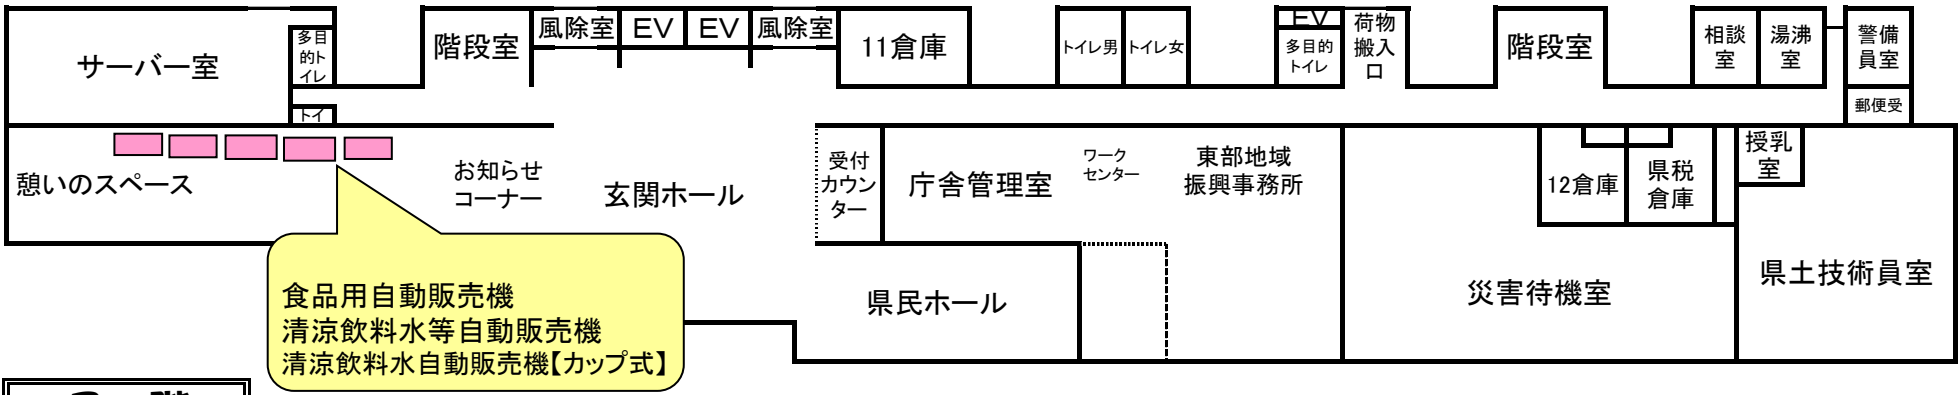 サーバー室
多目
的ト
イレ
トイ
階段室
風除室
EV
EV
風除室
11倉庫
トイレ男
トイレ女
EV
多目的
トイレ
荷物
搬入
口
階段室
相談
室
湯沸
室
警備
員室
郵便受
憩いのスペース
お知らせ
コーナー
玄関ホール
受付
カウン
ター
庁舎管理室
ワーク
センター
東部地域
振興事務所
12倉庫
県税
倉庫
授乳
室
県民ホール
災害待機室
県土技術員室
食品用自動販売機
清涼飲料水等自動販売機
清涼飲料水自動販売機【カップ式】